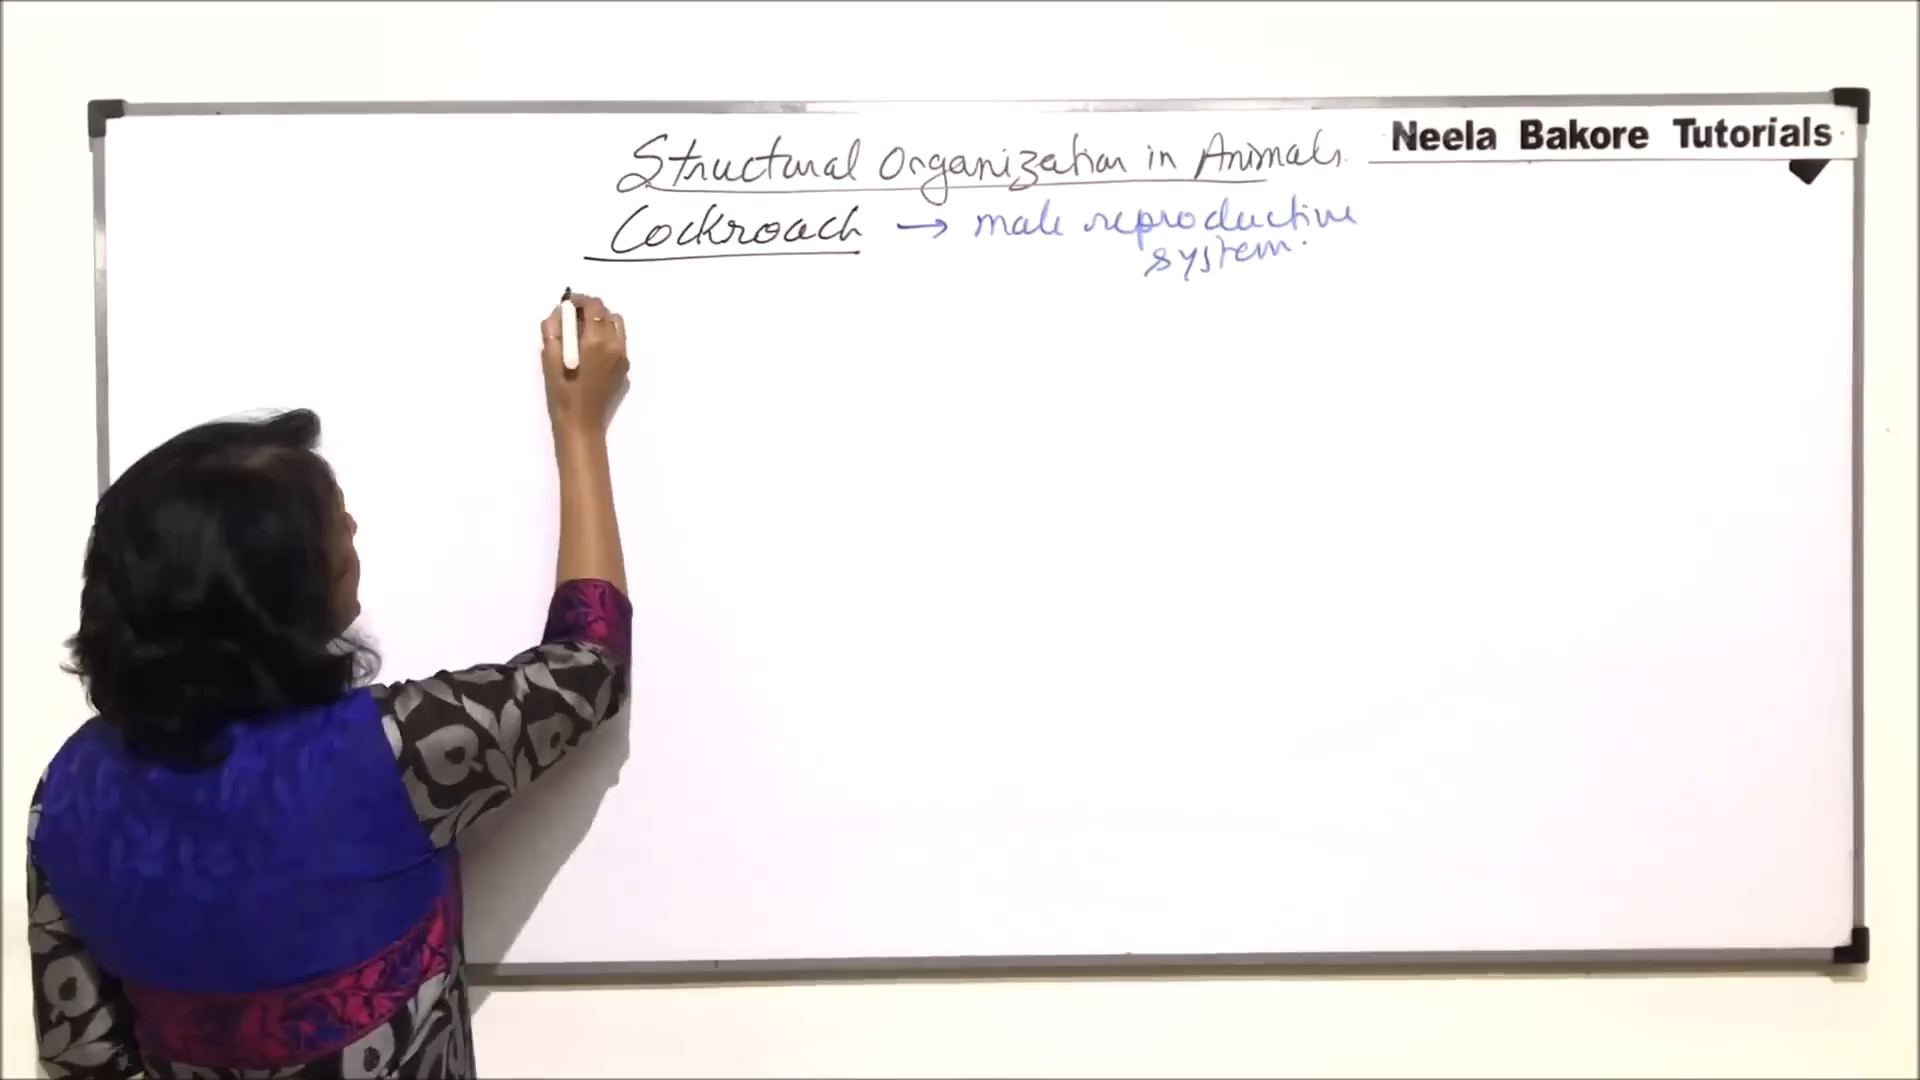 Neela Bakore Tutorials
Structural Organization in Animals.
Cockroach → male reproductive
system.